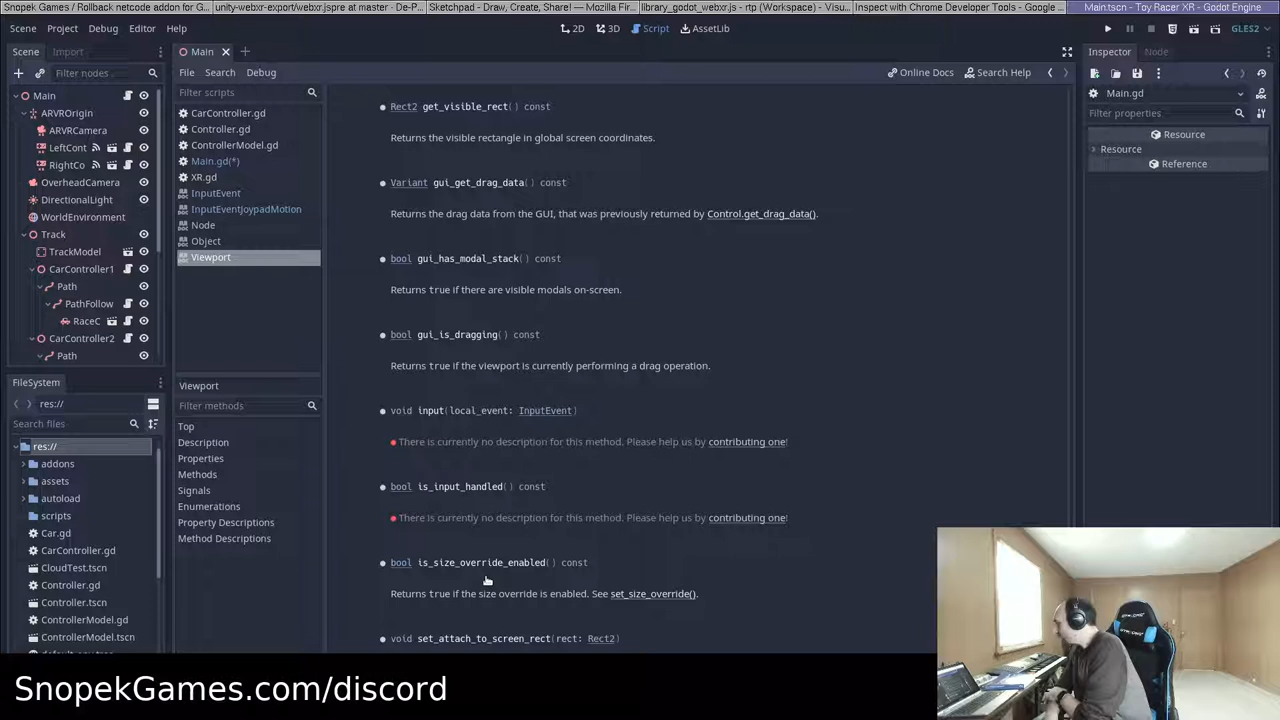 Snopek Games / Rollback netcode addon for G...
unity-webxr-export/webxr.jspre at master · De-P...
Sketchpad - Draw, Create, Share! — Mozilla Fir...
library_godot_webxr.js - rtp (Workspace) - Visu...
Inspect with Chrome Developer Tools - Google ...
Main.tscn - Toy Racer XR - Godot Engine
Scene Project Debug Editor Help
2D 3D Script AssetLib
GLES2
Scene Import
Filter nodes
Main
ARVROrigin
ARVRCamera
LeftCont
RightCo
OverheadCamera
DirectionalLight
WorldEnvironment
Track
TrackModel
CarController1
Path
PathFollow
RaceC
CarController2
Path
FileSystem
res://
Search files
res://
addons
assets
autoload
scripts
Car.gd
CarController.gd
CloudTest.tscn
Controller.gd
Controller.tscn
ControllerModel.gd
ControllerModel.tscn
Main
File Search Debug
Online Docs Search Help
Filter scripts
CarController.gd
Controller.gd
ControllerModel.gd
Main.gd(*)
XR.gd
InputEvent
InputEventJoypadMotion
Node
Object
Viewport
Viewport
Filter methods
Top
Description
Properties
Methods
Signals
Enumerations
Property Descriptions
Method Descriptions
Rect2 get_visible_rect() const
Returns the visible rectangle in global screen coordinates.
Variant gui_get_drag_data() const
Returns the drag data from the GUI, that was previously returned by Control.get_drag_data().
bool gui_has_modal_stack() const
Returns true if there are visible modals on-screen.
bool gui_is_dragging() const
Returns true if the viewport is currently performing a drag operation.
void input(local_event: InputEvent)
There is currently no description for this method. Please help us by contributing one!
bool is_input_handled() const
There is currently no description for this method. Please help us by contributing one!
bool is_size_override_enabled() const
Returns true if the size override is enabled. See set_size_override().
void set_attach_to_screen_rect(rect: Rect2)
Inspector Node
Main.gd
Filter properties
Resource
Resource
Reference
SnopekGames.com/discord